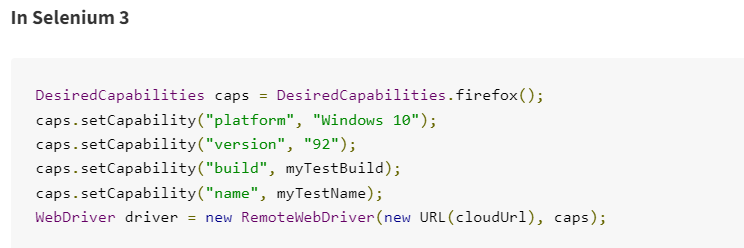 In Selenium 3
DesiredCapabilities caps = DesiredCapabilities.firefox();
caps.setCapability("platform", "Windows 10");
caps.setCapability("version", "92");
caps.setCapability("build", myTestBuild);
caps.setCapability("name", myTestName);
WebDriver driver = new RemoteWebDriver(new URL(cloudUrl), caps);